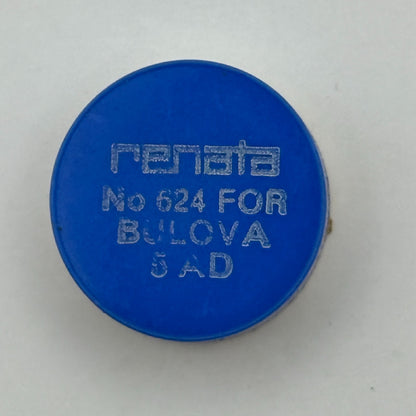 renata
No 624 FOR
BULOVA
5 AD